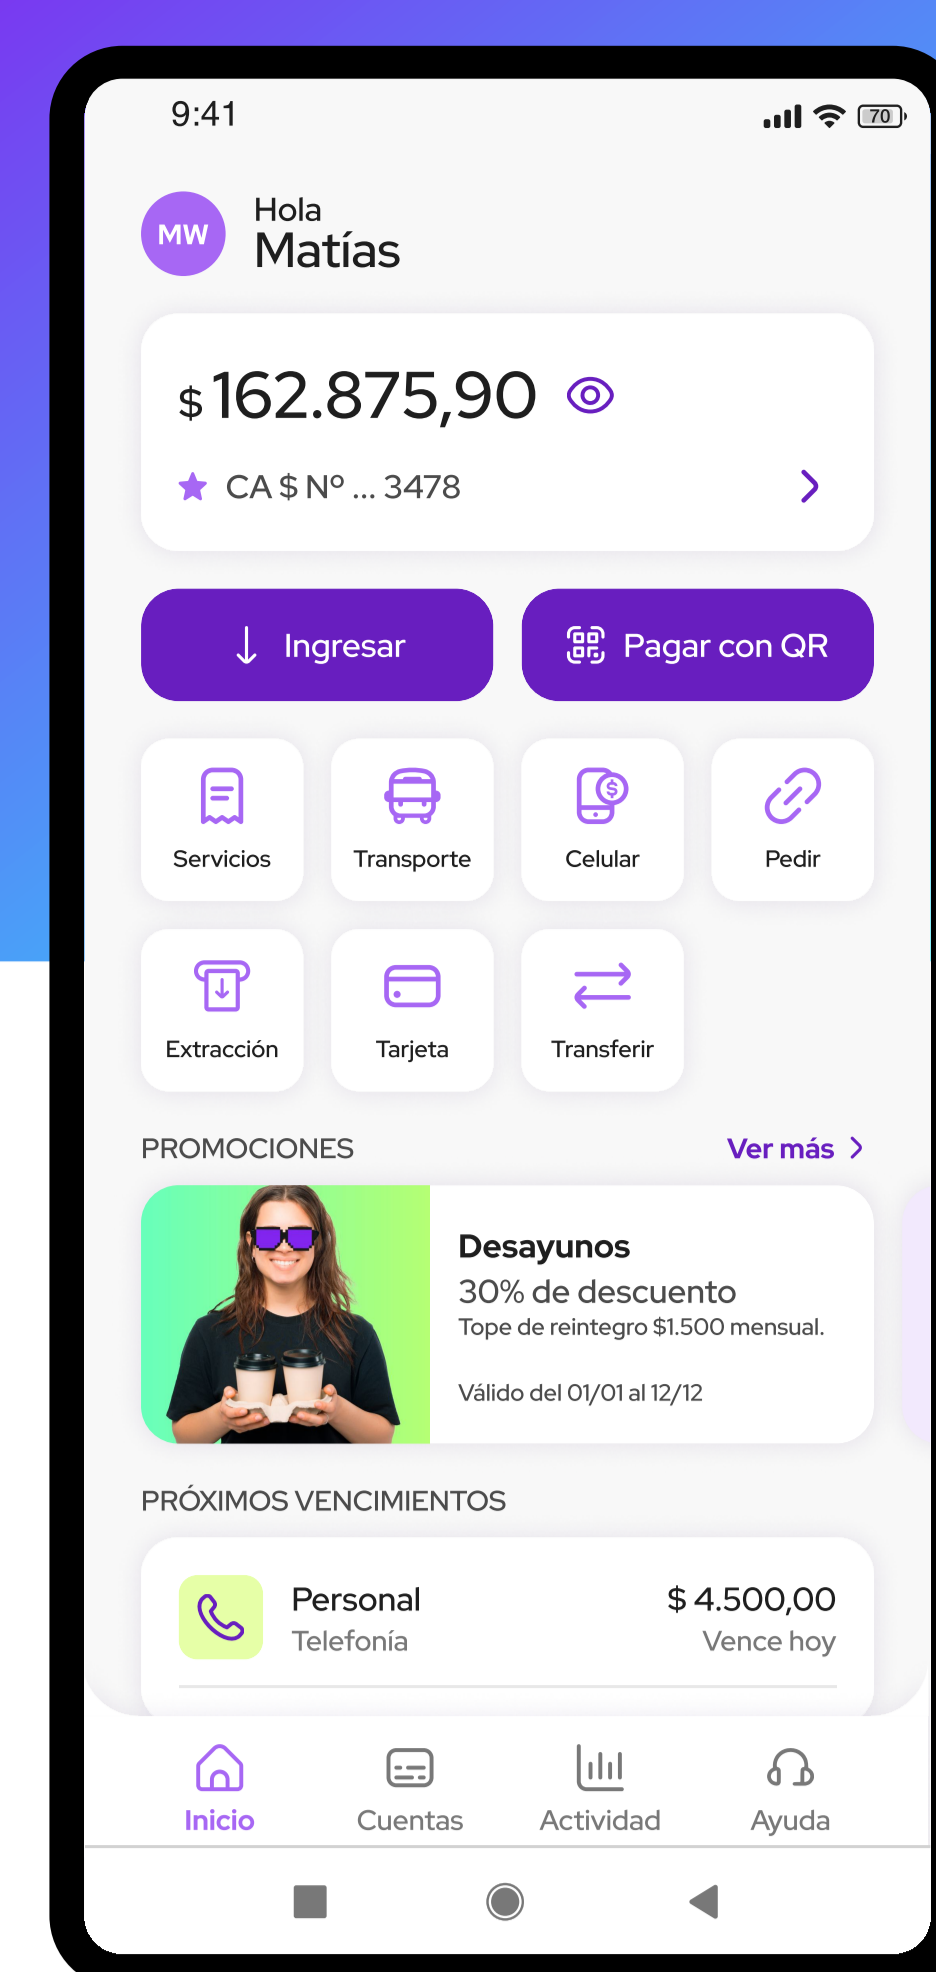 9:41
70
MW
Hola
Matías
$ 162.875,90
CA $ Nº ... 3478
Ingresar
Pagar con QR
Servicios
Transporte
Celular
Pedir
Extracción
Tarjeta
Transferir
PROMOCIONES
Ver más
Desayunos
30% de descuento
Tope de reintegro $1.500 mensual.
Válido del 01/01 al 12/12
PRÓXIMOS VENCIMIENTOS
Personal
$ 4.500,00
Telefonía
Vence hoy
Inicio
Cuentas
Actividad
Ayuda